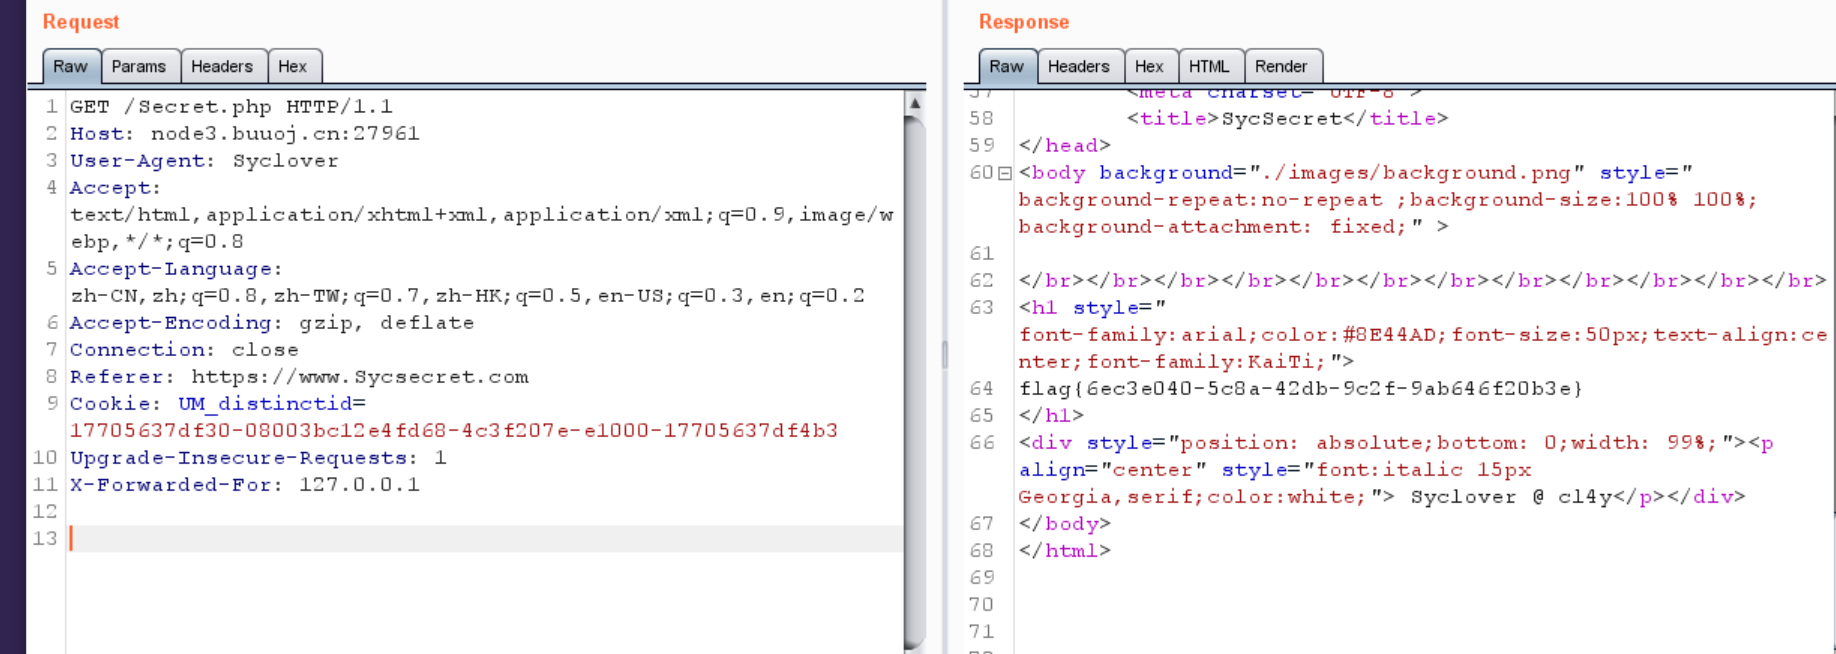 Request
Raw Params Headers Hex
1 GET /Secret.php HTTP/1.1
2 Host: node3.buuoj.cn:27961
3 User-Agent: Syclover
4 Accept:
text/html,application/xhtml+xml,application/xml;q=0.9,image/w
ebp,*/*;q=0.8
5 Accept-Language:
zh-CN,zh;q=0.8,zh-TW;q=0.7,zh-HK;q=0.5,en-US;q=0.3,en;q=0.2
6 Accept-Encoding: gzip, deflate
7 Connection: close
8 Referer: https://www.Sycsecret.com
9 Cookie: UM_distinctid=
17705637df30-08003bc12e4fd68-4c3f207e-e1000-17705637df4b3
10 Upgrade-Insecure-Requests: 1
11 X-Forwarded-For: 127.0.0.1
12
13
Response
Raw Headers Hex HTML Render
57 <meta charset="UTF-8">
58 <title>SycSecret</title>
59 </head>
60 <body background="./images/background.png" style="
background-repeat:no-repeat ;background-size:100% 100%;
background-attachment: fixed;" >
61
62 </br></br></br></br></br></br></br></br></br></br></br></br>
63 <h1 style="
font-family:arial;color:#8E44AD;font-size:50px;text-align:ce
nter;font-family:KaiTi;">
64 flag{6ec3e040-5c8a-42db-9c2f-9ab646f20b3e}
65 </h1>
66 <div style="position: absolute;bottom: 0;width: 99%;"><p
align="center" style="font:italic 15px
Georgia,serif;color:white;"> Syclover @ cl4y</p></div>
67 </body>
68 </html>
69
70
71